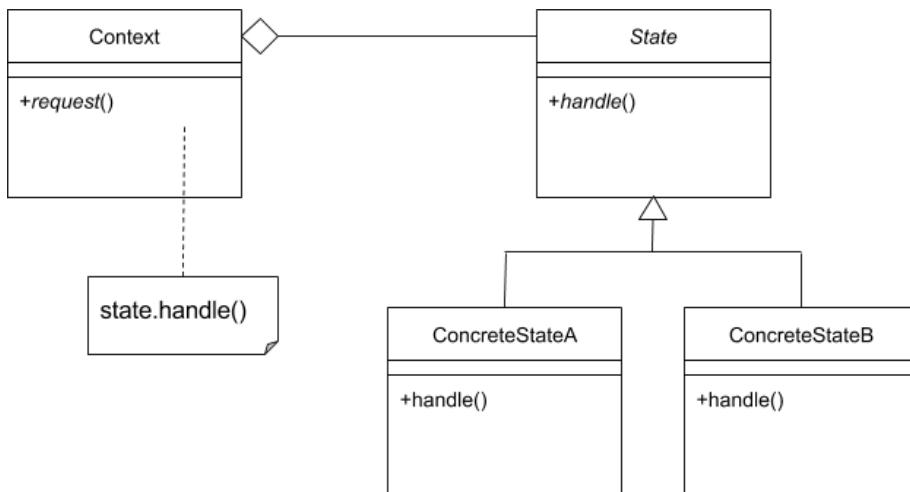 Context
State
+request()
+handle()
state.handle()
ConcreteStateA
ConcreteStateB
+handle()
+handle()